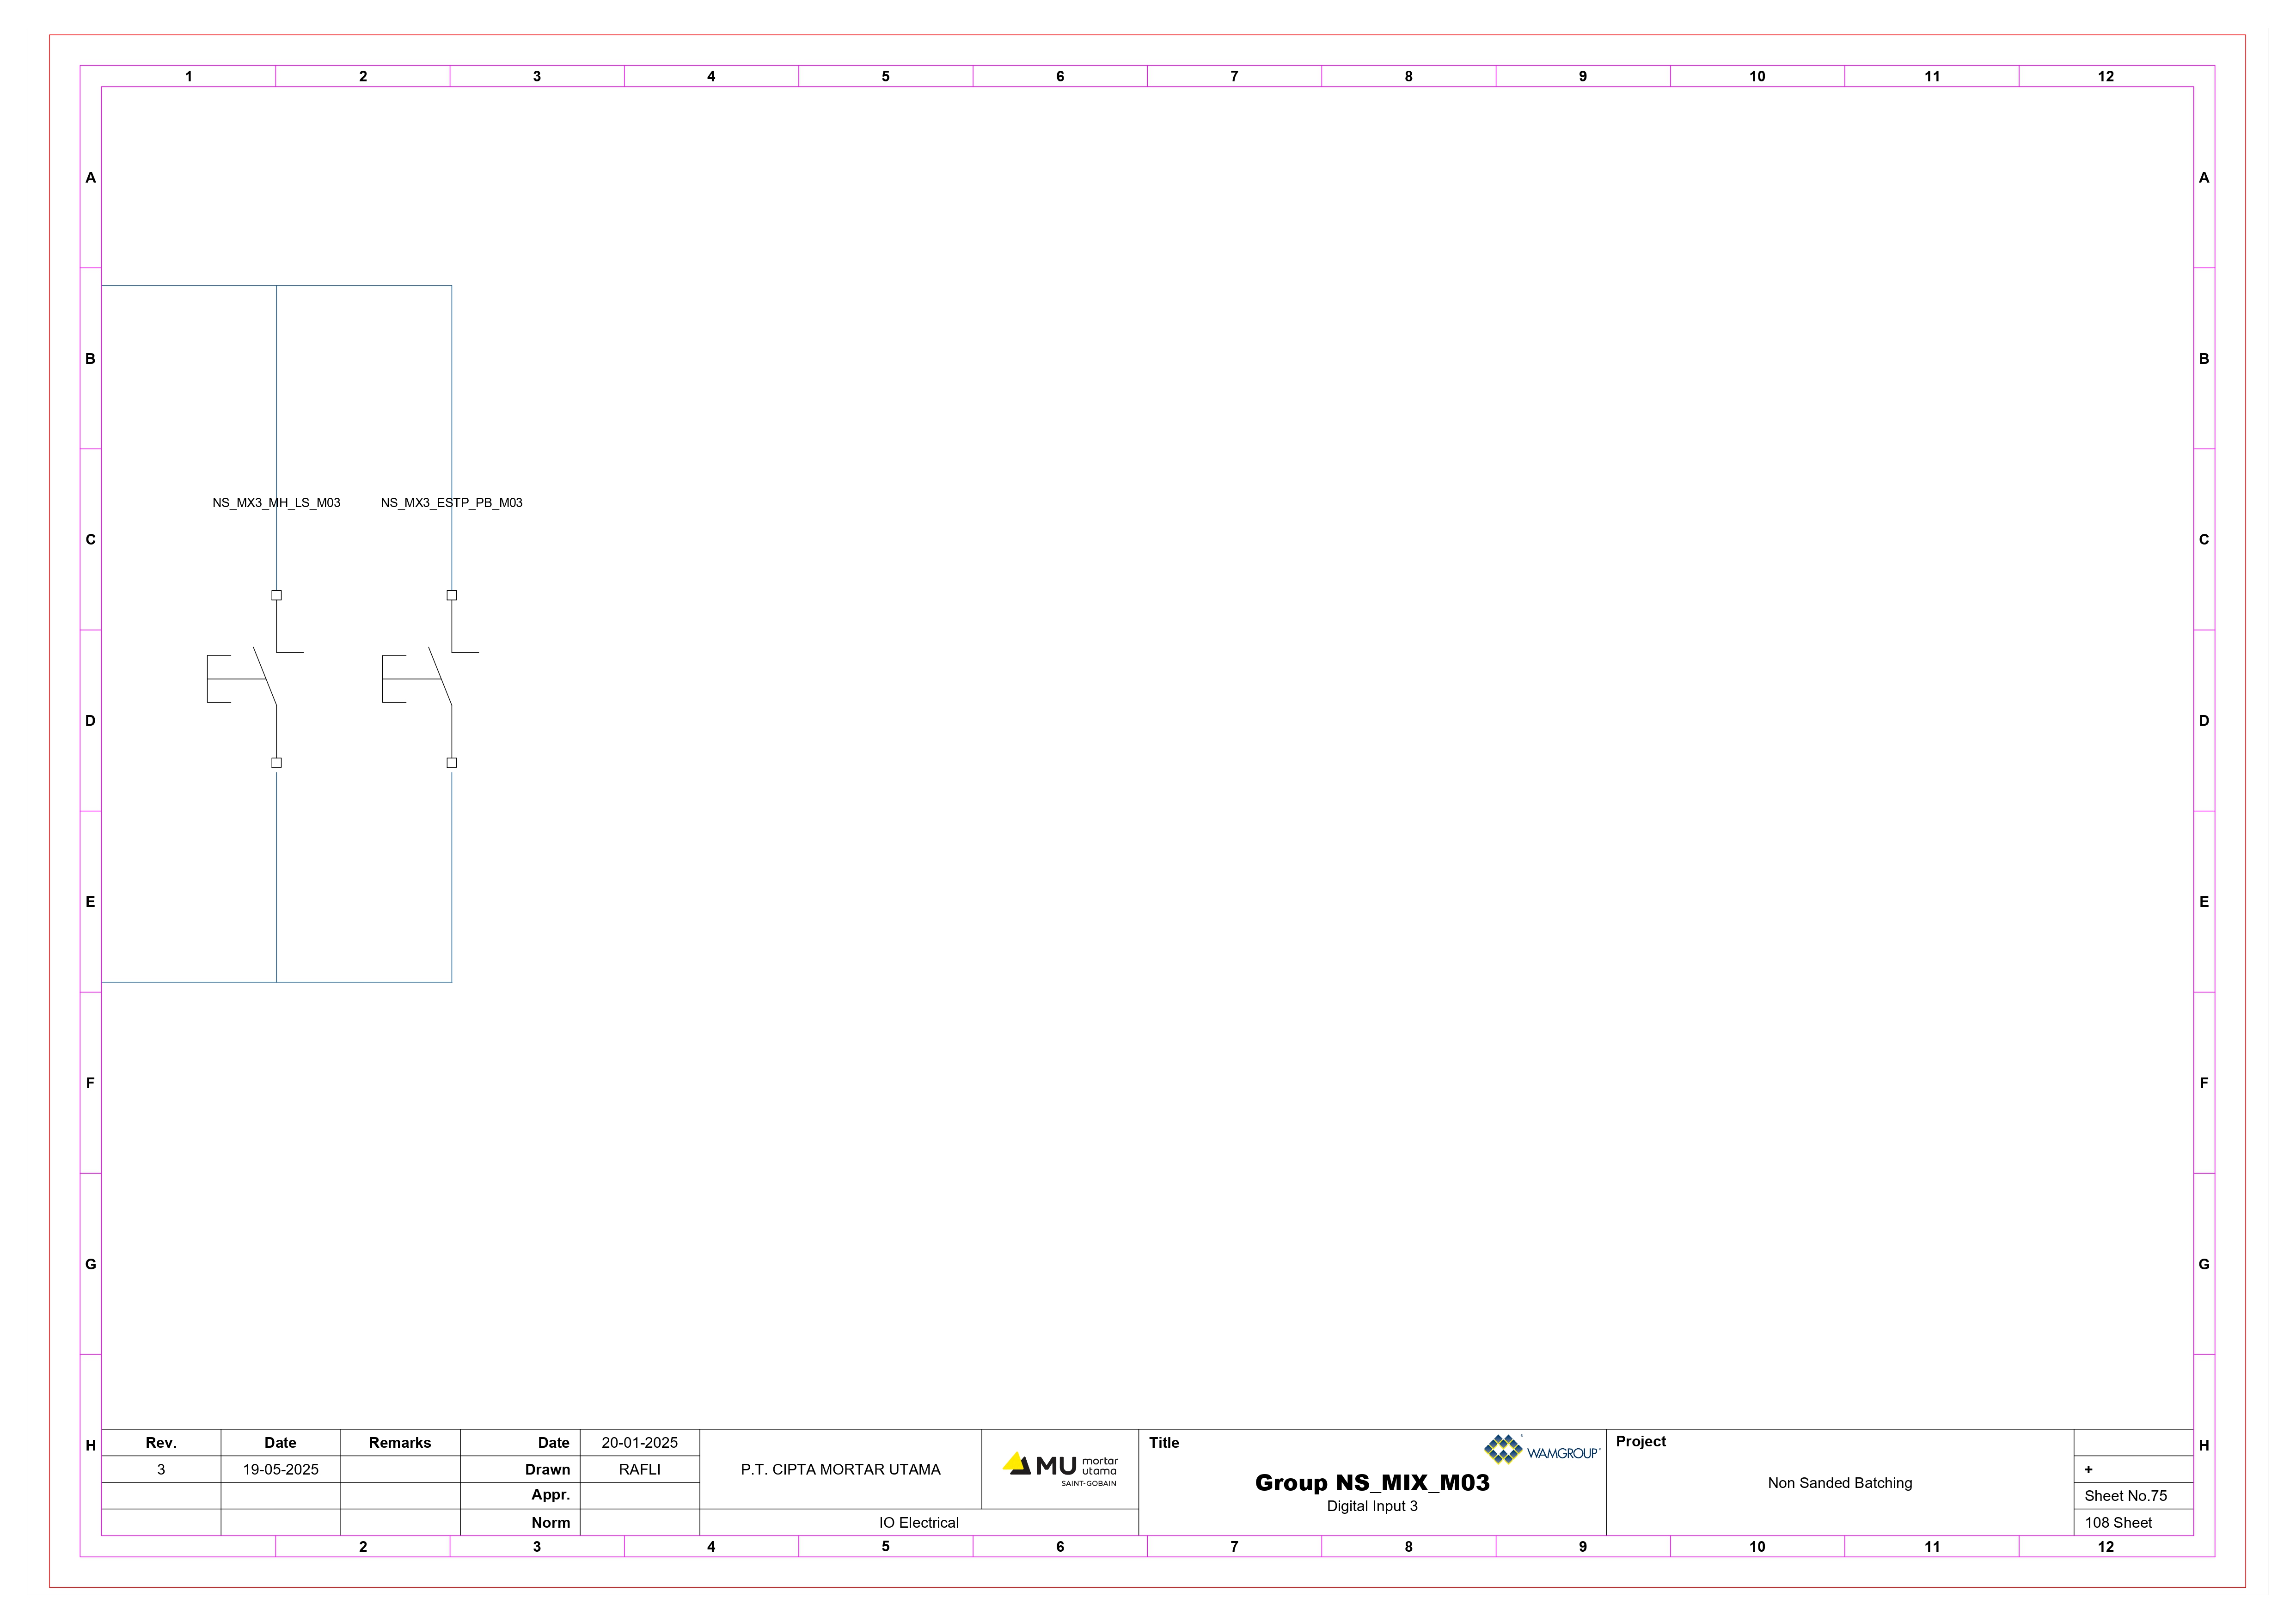 1 2 3 4 5 6 7 8 9 10 11 12
A A
B B
NS_MX3_MH_LS_M03 NS_MX3_ESTP_PB_M03
C C
D D
E E
F F
G G
H H
Rev. Date Remarks Date 20-01-2025
3 19-05-2025 Drawn RAFLI
Appr.
Norm
P.T. CIPTA MORTAR UTAMA
MU mortar
utama
SAINT-GOBAIN
IO Electrical
Title
WAMGROUP®
Group NS_MIX_M03
Digital Input 3
Project
Non Sanded Batching
+
Sheet No.75
108 Sheet
2 3 4 5 6 7 8 9 10 11 12